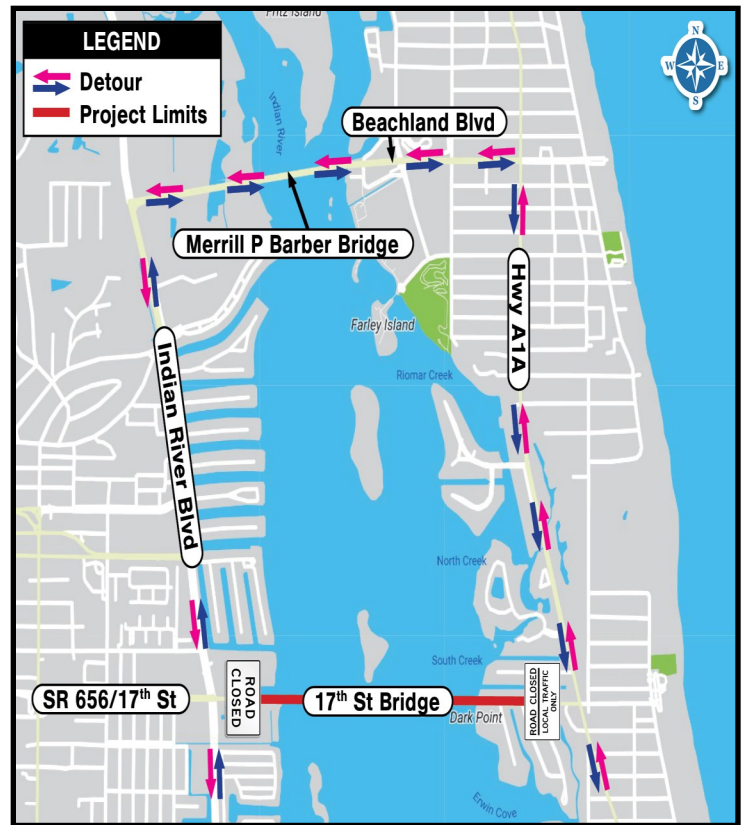 Fritz Island
LEGEND
Detour
Project Limits
N
W E
S
Indian River
Beachland Blvd
Merrill P Barber Bridge
Hwy A1A
Farley Island
Riomar Creek
Indian River Blvd
North Creek
South Creek
SR 656/17th St
ROAD
CLOSED
17th St Bridge
ROAD CLOSED
LOCAL TRAFFIC
ONLY
Dark Point
Erwin Cove